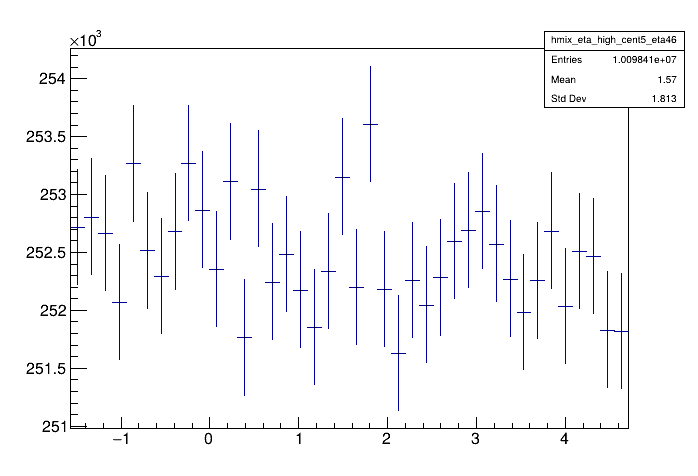 ×10³
hmix_eta_high_cent5_eta46
Entries 1.009841e+07
Mean 1.57
Std Dev 1.813
254
253.5
253
252.5
252
251.5
251
−1 0 1 2 3 4